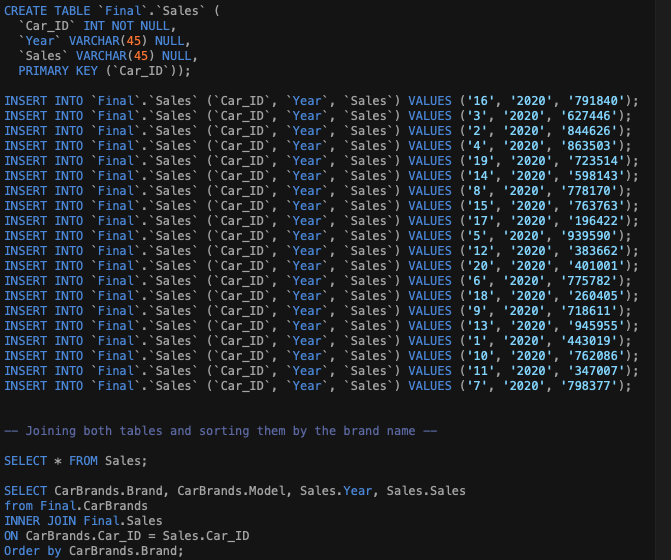 CREATE TABLE `Final`.`Sales` (
  `Car_ID` INT NOT NULL,
  `Year` VARCHAR(45) NULL,
  `Sales` VARCHAR(45) NULL,
  PRIMARY KEY (`Car_ID`));

INSERT INTO `Final`.`Sales` (`Car_ID`, `Year`, `Sales`) VALUES ('16', '2020', '791840');
INSERT INTO `Final`.`Sales` (`Car_ID`, `Year`, `Sales`) VALUES ('3', '2020', '627446');
INSERT INTO `Final`.`Sales` (`Car_ID`, `Year`, `Sales`) VALUES ('2', '2020', '844626');
INSERT INTO `Final`.`Sales` (`Car_ID`, `Year`, `Sales`) VALUES ('4', '2020', '863503');
INSERT INTO `Final`.`Sales` (`Car_ID`, `Year`, `Sales`) VALUES ('19', '2020', '723514');
INSERT INTO `Final`.`Sales` (`Car_ID`, `Year`, `Sales`) VALUES ('14', '2020', '598143');
INSERT INTO `Final`.`Sales` (`Car_ID`, `Year`, `Sales`) VALUES ('8', '2020', '778170');
INSERT INTO `Final`.`Sales` (`Car_ID`, `Year`, `Sales`) VALUES ('15', '2020', '763763');
INSERT INTO `Final`.`Sales` (`Car_ID`, `Year`, `Sales`) VALUES ('17', '2020', '196422');
INSERT INTO `Final`.`Sales` (`Car_ID`, `Year`, `Sales`) VALUES ('5', '2020', '939590');
INSERT INTO `Final`.`Sales` (`Car_ID`, `Year`, `Sales`) VALUES ('12', '2020', '383662');
INSERT INTO `Final`.`Sales` (`Car_ID`, `Year`, `Sales`) VALUES ('20', '2020', '401001');
INSERT INTO `Final`.`Sales` (`Car_ID`, `Year`, `Sales`) VALUES ('6', '2020', '775782');
INSERT INTO `Final`.`Sales` (`Car_ID`, `Year`, `Sales`) VALUES ('18', '2020', '260405');
INSERT INTO `Final`.`Sales` (`Car_ID`, `Year`, `Sales`) VALUES ('9', '2020', '718611');
INSERT INTO `Final`.`Sales` (`Car_ID`, `Year`, `Sales`) VALUES ('13', '2020', '945955');
INSERT INTO `Final`.`Sales` (`Car_ID`, `Year`, `Sales`) VALUES ('1', '2020', '443019');
INSERT INTO `Final`.`Sales` (`Car_ID`, `Year`, `Sales`) VALUES ('10', '2020', '762086');
INSERT INTO `Final`.`Sales` (`Car_ID`, `Year`, `Sales`) VALUES ('11', '2020', '347007');
INSERT INTO `Final`.`Sales` (`Car_ID`, `Year`, `Sales`) VALUES ('7', '2020', '798377');

-- Joining both tables and sorting them by the brand name --

SELECT * FROM Sales;

SELECT CarBrands.Brand, CarBrands.Model, Sales.Year, Sales.Sales
from Final.CarBrands
INNER JOIN Final.Sales
ON CarBrands.Car_ID = Sales.Car_ID
Order by CarBrands.Brand;